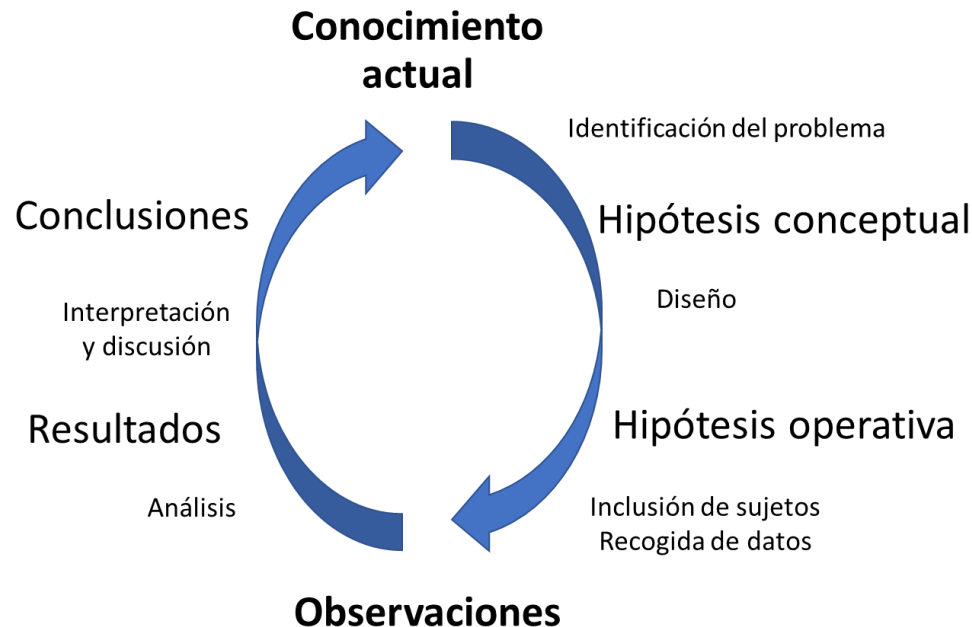 Conocimiento
actual
Identificación del problema
Hipótesis conceptual
Diseño
Hipótesis operativa
Inclusión de sujetos
Recogida de datos
Observaciones
Análisis
Resultados
Interpretación
y discusión
Conclusiones